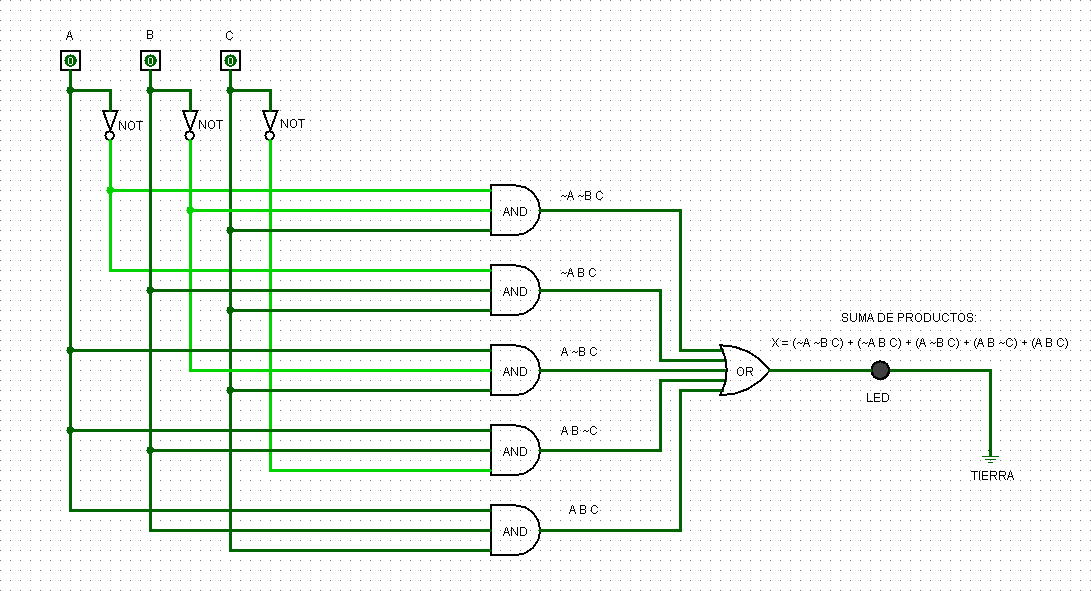 A B C
0 0 0
NOT NOT NOT
AND ~A ~B C
AND ~A B C
SUMA DE PRODUCTOS:
X = (~A ~B C) + (~A B C) + (A ~B C) + (A B ~C) + (A B C)
AND A ~B C
OR
LED
AND A B ~C
TIERRA
AND A B C